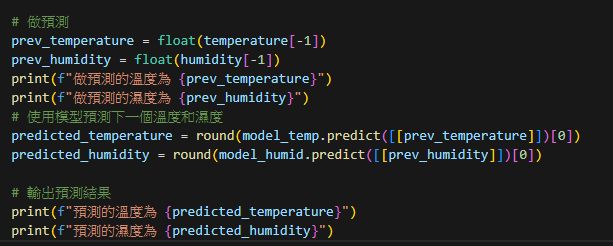 # 做預測
prev_temperature = float(temperature[-1])
prev_humidity = float(humidity[-1])
print(f"做預測的溫度為 {prev_temperature}")
print(f"做預測的濕度為 {prev_humidity}")
# 使用模型預測下一個溫度和濕度
predicted_temperature = round(model_temp.predict([[prev_temperature]])[0])
predicted_humidity = round(model_humid.predict([[prev_humidity]])[0])
# 輸出預測結果
print(f"預測的溫度為 {predicted_temperature}")
print(f"預測的濕度為 {predicted_humidity}")